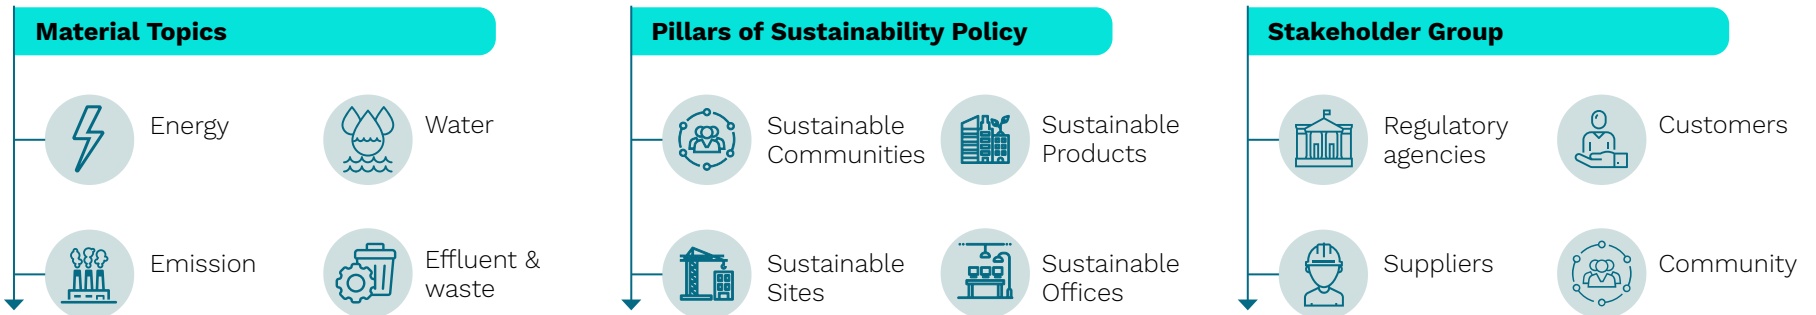 Material Topics
Energy
Water
Emission
Effluent &
waste
Pillars of Sustainability Policy
Sustainable
Communities
Sustainable
Products
Sustainable
Sites
Sustainable
Offices
Stakeholder Group
Regulatory
agencies
Customers
Suppliers
Community